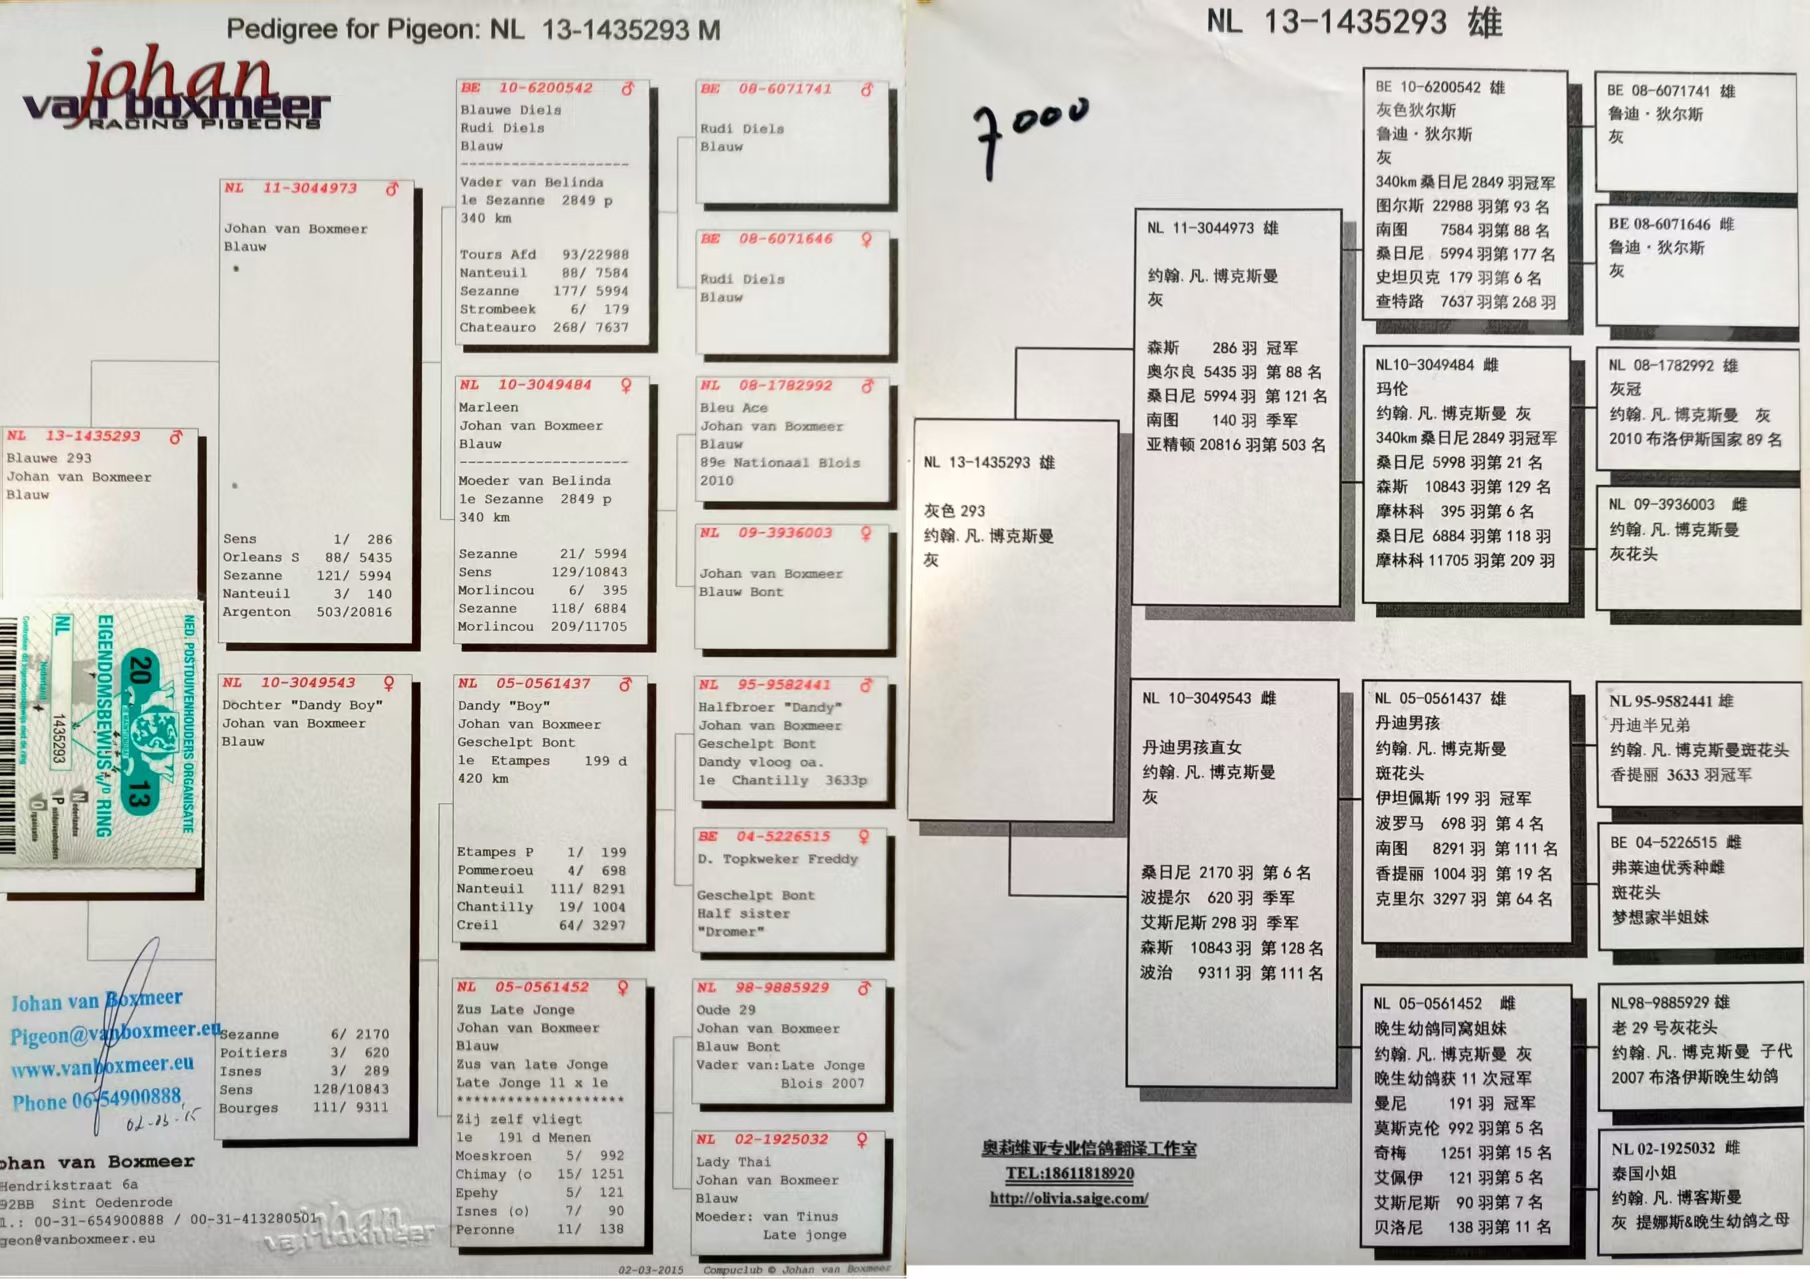 Pedigree for Pigeon: NL 13-1435293 M
johan
van boxmeer
RACING PIGEONS
NL 13-1435293 ♂
Blauwe 293
Johan van Boxmeer
Blauw
NED. POSTDUIVENHOUDERS ORGANISATIE
20 13
EIGENDOMSBEWIJS v/d RING
NL
Nederland
1435293
Nederlandse
Postduivenhouders
Organisatie
Johan van Boxmeer
Pigeon@vanboxmeer.eu
www.vanboxmeer.eu
Phone 06-54900888
02-03-'15
ohan van Boxmeer
Hendrikstraat 6a
92BB Sint Oedenrode
l.: 00-31-654900888 / 00-31-413280501
geon@vanboxmeer.eu
johan
van boxmeer
NL 11-3044973 ♂
Johan van Boxmeer
Blauw
Sens 1/ 286
Orleans S 88/ 5435
Sezanne 121/ 5994
Nanteuil 3/ 140
Argenton 503/20816
NL 10-3049543 ♀
Dochter "Dandy Boy"
Johan van Boxmeer
Blauw
Sezanne 6/ 2170
Poitiers 3/ 620
Isnes 3/ 289
Sens 128/10843
Bourges 111/ 9311
BE 10-6200542 ♂
Blauwe Diels
Rudi Diels
Blauw
--------------------
Vader van Belinda
1e Sezanne 2849 p
340 km
Tours Afd 93/22988
Nanteuil 88/ 7584
Sezanne 177/ 5994
Strombeek 6/ 179
Chateauro 268/ 7637
NL 10-3049484 ♀
Marleen
Johan van Boxmeer
Blauw
--------------------
Moeder van Belinda
1e Sezanne 2849 p
340 km
Sezanne 21/ 5994
Sens 129/10843
Morlincou 6/ 395
Sezanne 118/ 6884
Morlincou 209/11705
NL 05-0561437 ♂
Dandy "Boy"
Johan van Boxmeer
Geschelpt Bont
1e Etampes 199 d
420 km
Etampes P 1/ 199
Pommeroeu 4/ 698
Nanteuil 111/ 8291
Chantilly 19/ 1004
Creil 64/ 3297
NL 05-0561452 ♀
Zus Late Jonge
Johan van Boxmeer
Blauw
Zus van late Jonge
Late Jonge 11 x 1e
********************
Zij zelf vliegt
1e 191 d Menen
Moeskroen 5/ 992
Chimay (o 15/ 1251
Epehy 5/ 121
Isnes (o) 7/ 90
Peronne 11/ 138
BE 08-6071741 ♂
Rudi Diels
Blauw
BE 08-6071646 ♀
Rudi Diels
Blauw
NL 08-1782992 ♂
Bleu Ace
Johan van Boxmeer
Blauw
89e Nationaal Blois
2010
NL 09-3936003 ♀
Johan van Boxmeer
Blauw Bont
NL 95-9582441 ♂
Halfbroer "Dandy"
Johan van Boxmeer
Geschelpt Bont
Dandy vloog oa.
1e Chantilly 3633p
BE 04-5226515 ♀
D. Topkweker Freddy
Geschelpt Bont
Half sister
"Dromer"
NL 98-9885929 ♂
Oude 29
Johan van Boxmeer
Blauw Bont
Vader van:Late Jonge
Blois 2007
NL 02-1925032 ♀
Lady Thai
Johan van Boxmeer
Blauw
Moeder: van Tinus
Late jonge
02-03-2015 Compuclub © Johan van Boxmeer
NL 13-1435293 雄
7000
NL 13-1435293 雄
灰色 293
约翰.凡.博克斯曼
灰
NL 11-3044973 雄
约翰.凡.博克斯曼
灰
森斯 286 羽 冠军
奥尔良 5435 羽 第 88 名
桑日尼 5994 羽 第 121 名
南图 140 羽 季军
亚精顿 20816 羽第 503 名
NL 10-3049543 雌
丹迪男孩直女
约翰.凡.博克斯曼
灰
桑日尼 2170 羽 第 6 名
波提尔 620 羽 季军
艾斯尼斯 298 羽 季军
森斯 10843 羽 第 128 名
波治 9311 羽 第 111 名
BE 10-6200542 雄
灰色狄尔斯
鲁迪·狄尔斯
灰
340km 桑日尼 2849 羽冠军
图尔斯 22988 羽第 93 名
南图 7584 羽第 88 名
桑日尼 5994 羽第 177 名
史坦贝克 179 羽第 6 名
查特路 7637 羽第 268 羽
NL10-3049484 雌
玛伦
约翰.凡.博克斯曼 灰
340km 桑日尼 2849 羽冠军
桑日尼 5998 羽第 21 名
森斯 10843 羽第 129 名
摩林科 395 羽第 6 名
桑日尼 6884 羽第 118 羽
摩林科 11705 羽第 209 羽
NL 05-0561437 雄
丹迪男孩
约翰.凡.博克斯曼
斑花头
伊坦佩斯 199 羽 冠军
波罗马 698 羽 第 4 名
南图 8291 羽第 111 名
香提丽 1004 羽 第 19 名
克里尔 3297 羽 第 64 名
NL 05-0561452 雌
晚生幼鸽同窝姐妹
约翰.凡.博克斯曼 灰
晚生幼鸽获 11 次冠军
曼尼 191 羽 冠军
莫斯克伦 992 羽第 5 名
奇梅 1251 羽第 15 名
艾佩伊 121 羽第 5 名
艾斯尼斯 90 羽第 7 名
贝洛尼 138 羽第 11 名
BE 08-6071741 雄
鲁迪·狄尔斯
灰
BE 08-6071646 雌
鲁迪·狄尔斯
灰
NL 08-1782992 雄
灰冠
约翰.凡.博克斯曼 灰
2010 布洛伊斯国家 89 名
NL 09-3936003 雌
约翰.凡.博克斯曼
灰花头
NL 95-9582441 雄
丹迪半兄弟
约翰.凡.博克斯曼斑花头
香提丽 3633 羽冠军
BE 04-5226515 雌
弗莱迪优秀种雌
斑花头
梦想家半姐妹
NL98-9885929 雄
老 29 号灰花头
约翰.凡.博克斯曼 子代
2007 布洛伊斯晚生幼鸽
NL 02-1925032 雌
泰国小姐
约翰.凡.博客斯曼
灰 提娜斯&晚生幼鸽之母
奥莉维亚专业信鸽翻译工作室
TEL:18611818920
http://olivia.saige.com/